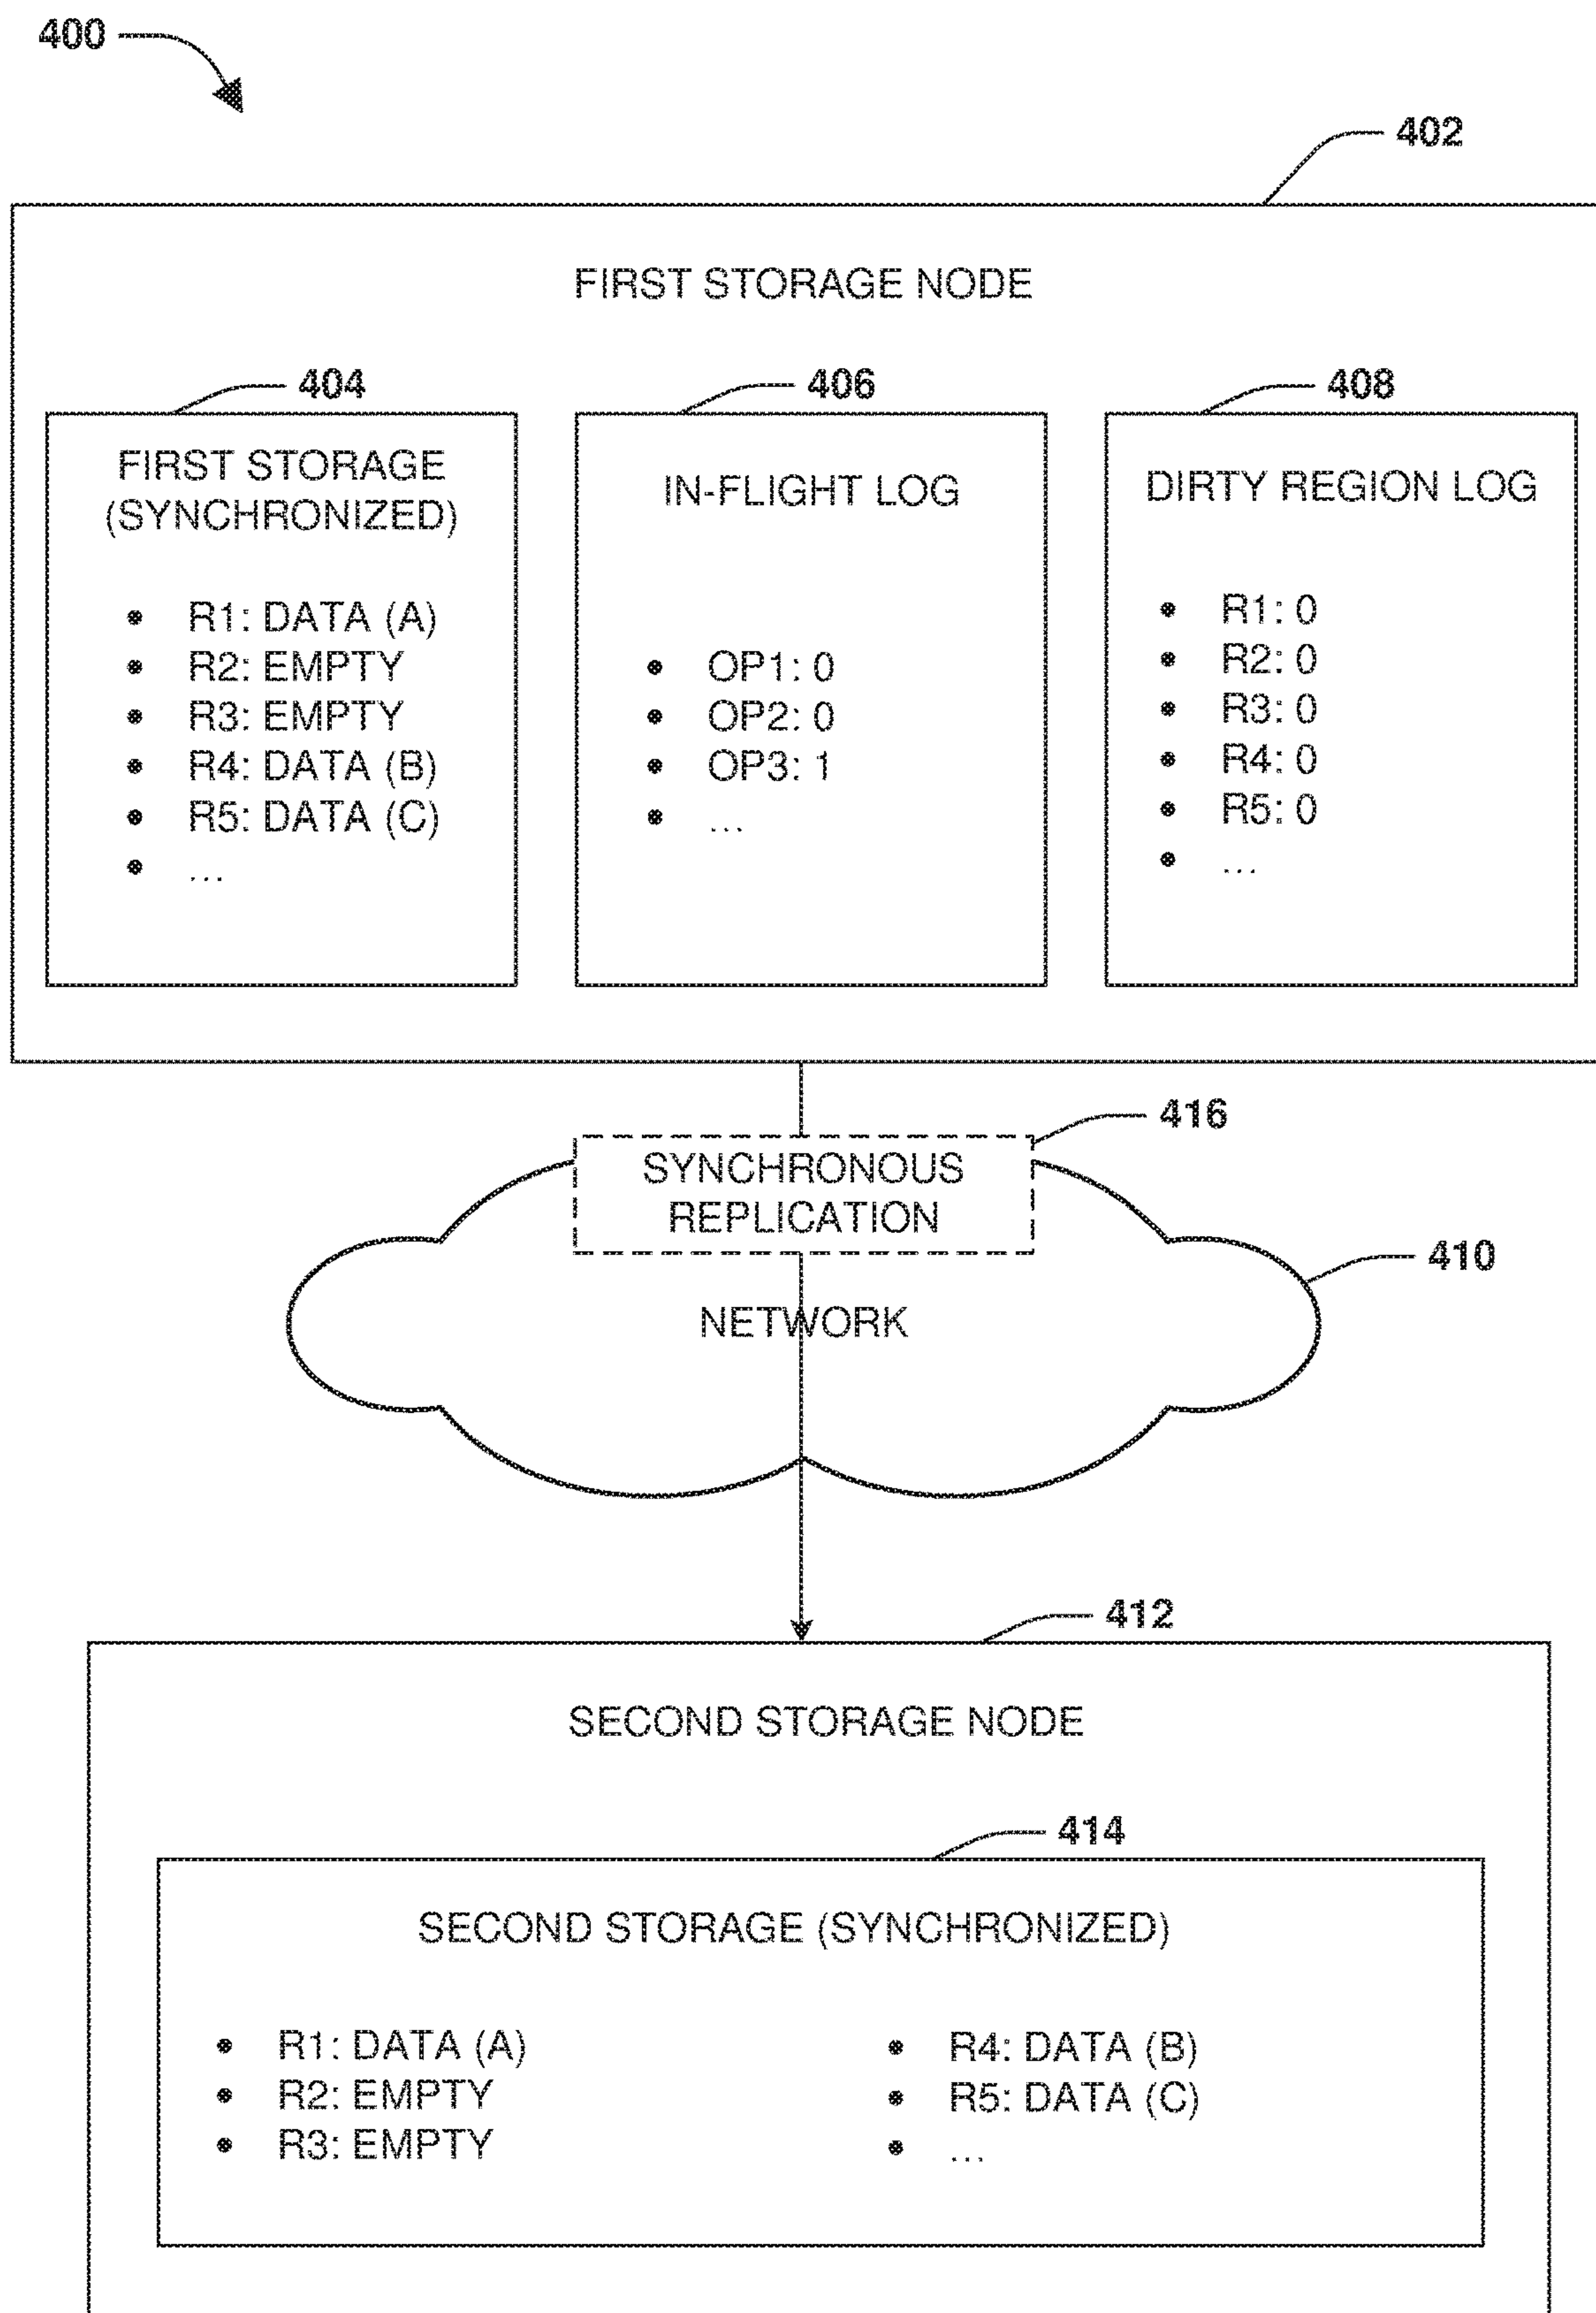 400
402
FIRST STORAGE NODE
404
FIRST STORAGE
(SYNCHRONIZED)
• R1: DATA (A)
• R2: EMPTY
• R3: EMPTY
• R4: DATA (B)
• R5: DATA (C)
• ...
406
IN-FLIGHT LOG
• OP1: 0
• OP2: 0
• OP3: 1
• ...
408
DIRTY REGION LOG
• R1: 0
• R2: 0
• R3: 0
• R4: 0
• R5: 0
• ...
416
SYNCHRONOUS
REPLICATION
410
NETWORK
412
SECOND STORAGE NODE
414
SECOND STORAGE (SYNCHRONIZED)
• R1: DATA (A)
• R2: EMPTY
• R3: EMPTY
• R4: DATA (B)
• R5: DATA (C)
• ...